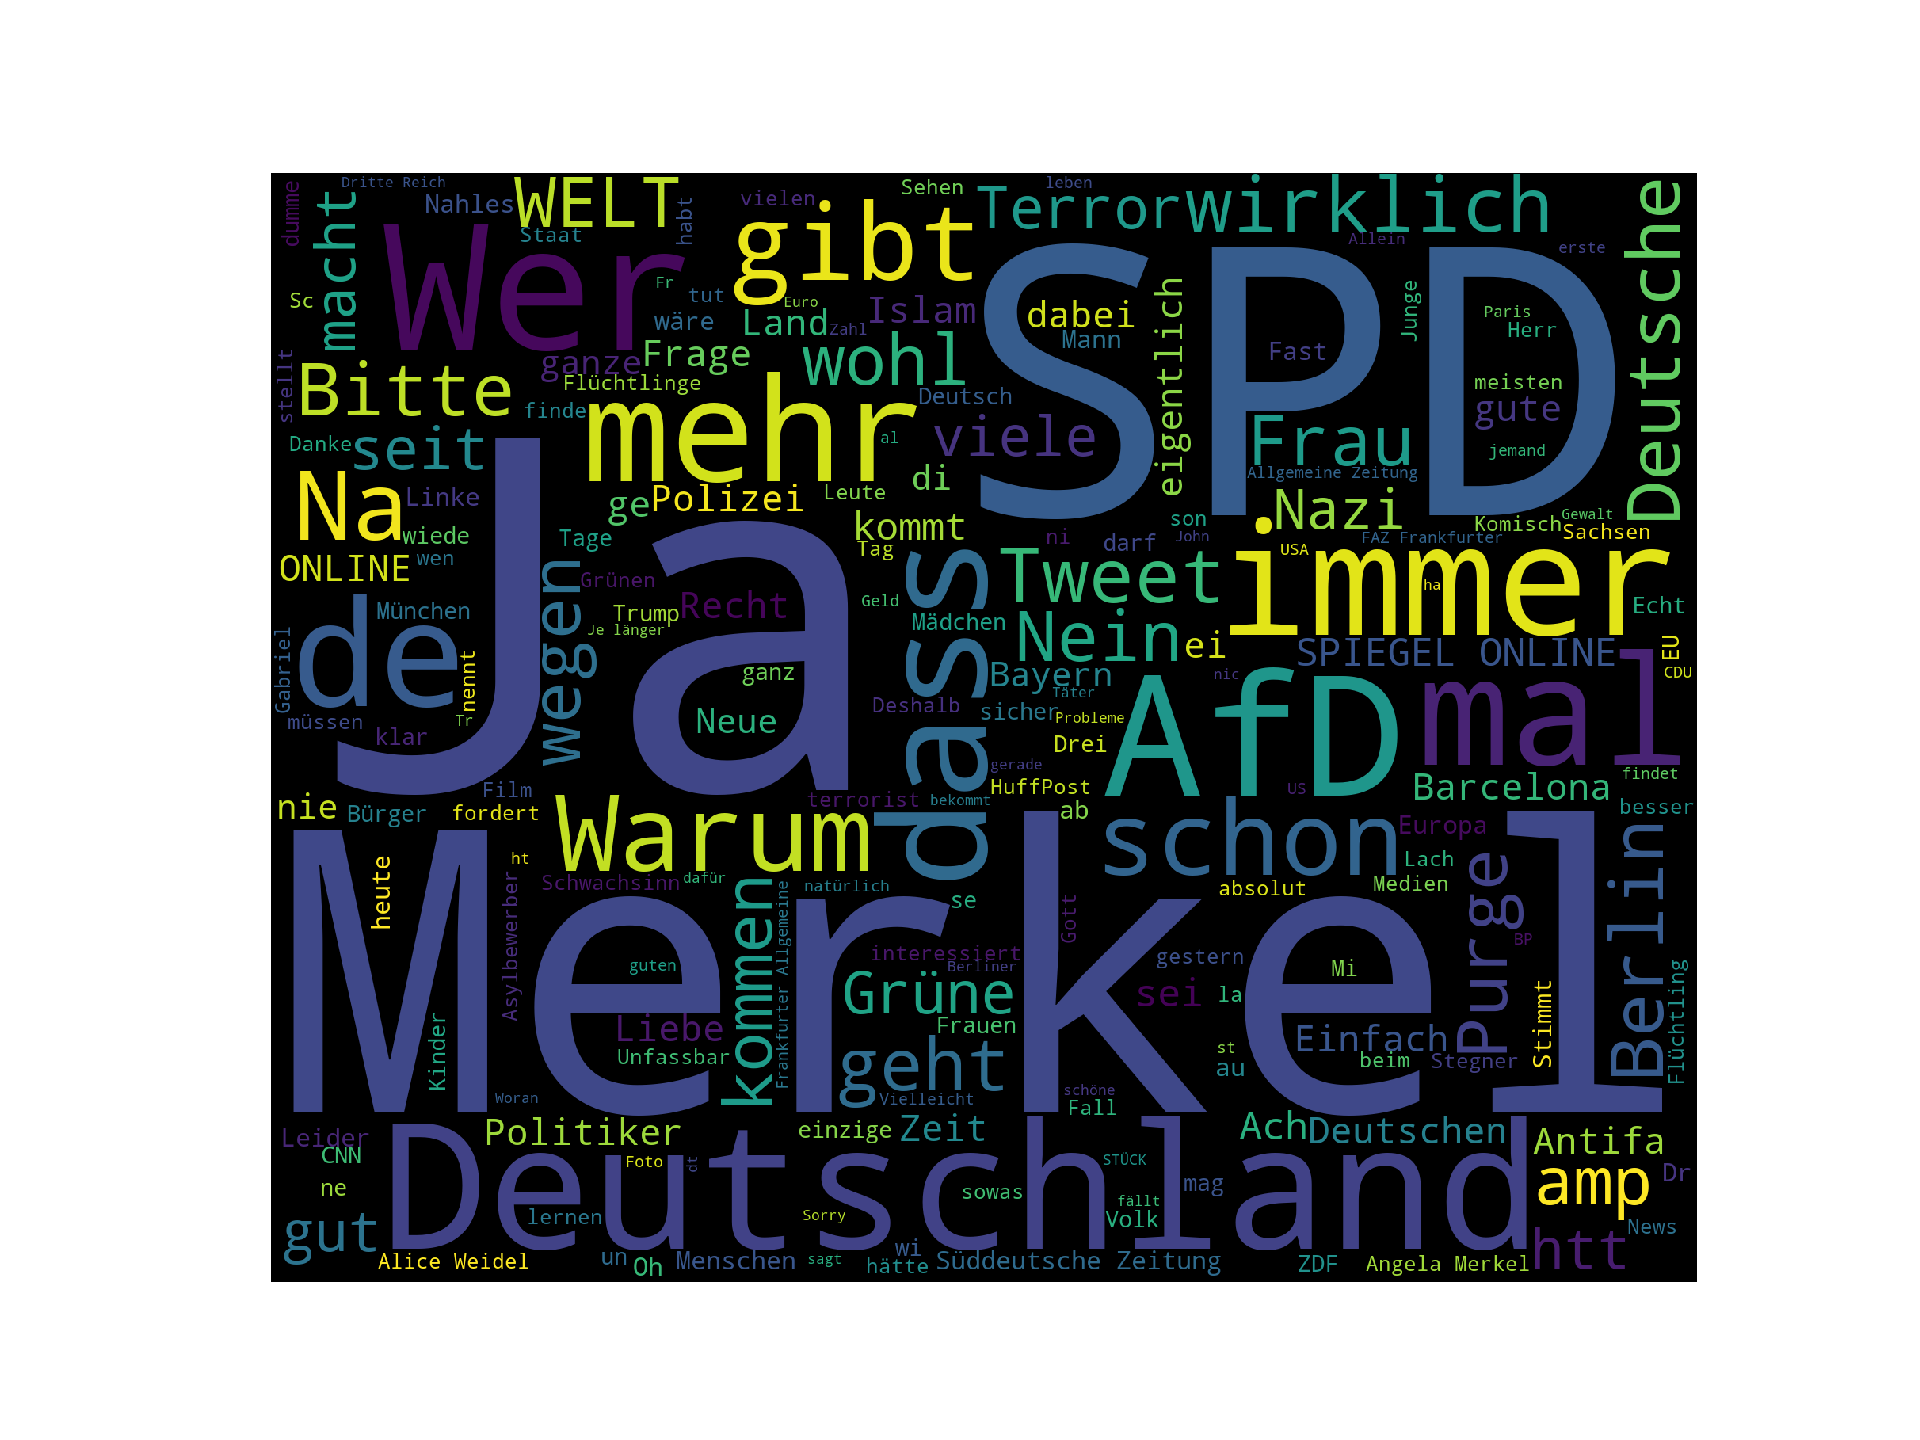 Dritte Reich
dumme
Nahles
WELT
macht
Staat
habt
vielen
gibt
Sehen
Terror
leben
wirklich
Allein
erste
Deutsche
Wer
Sc
Fr
tut
Euro
wäre
Land
Zahl
Islam
dabei
Mann
SPD
eigentlich
Junge
Paris
Herr
Fast
stellt
Bitte
ganze
Frage
Flüchtlinge
finde
wohl
Deutsch
meisten
gute
mehr
viele
Frau
jemand
Danke
seit
al
Allgemeine Zeitung
Na
Linke
ge
Polizei
Leute
di
Nazi
wiede
kommt
son
Komisch
Gewalt
Sachsen
Tage
Tag
ni
darf
John
USA
FAZ Frankfurter
immer
ONLINE
wen
wegen
Grünen
Tweet
ha
de
München
Trump
Recht
Geld
Je länger
Mädchen
Nein
ei
Echt
Gabriel
nennt
Ja
dass
SPIEGEL ONLINE
EU
CDU
ganz
Bayern
Täter
nic
müssen
Tr
klar
Neue
Deshalb
sicher
Probleme
Drei
AfD
mal
gerade
Film
nie
Bürger
fordert
terrorist
bekommt
HuffPost
ab
US
Barcelona
findet
besser
Warum
schon
Europa
Berlin
heute
ht
Schwachsinn
dafür
natürlich
Lach
absolut
Medien
Purge
Asylbewerber
kommen
Frankfurter Allgemeine
se
Gott
Merkel
guten
interessiert
Berliner
gestern
BP
Mi
Kinder
Grüne
sei
la
Stimmt
Flüchtling
Liebe
Frauen
Einfach
Unfassbar
geht
st
au
beim
Stegner
Woran
Vielleicht
schöne
Fall
Leider
Politiker
einzige
Zeit
Ach
Deutschen
Antifa
CNN
Foto
dt
STÜCK
amp
Dr
ne
Deutschland
sowas
mag
fällt
gut
lernen
Sorry
Volk
News
htt
Alice Weidel
un
Oh
Menschen
sagt
wi
hätte
Süddeutsche Zeitung
ZDF
Angela Merkel